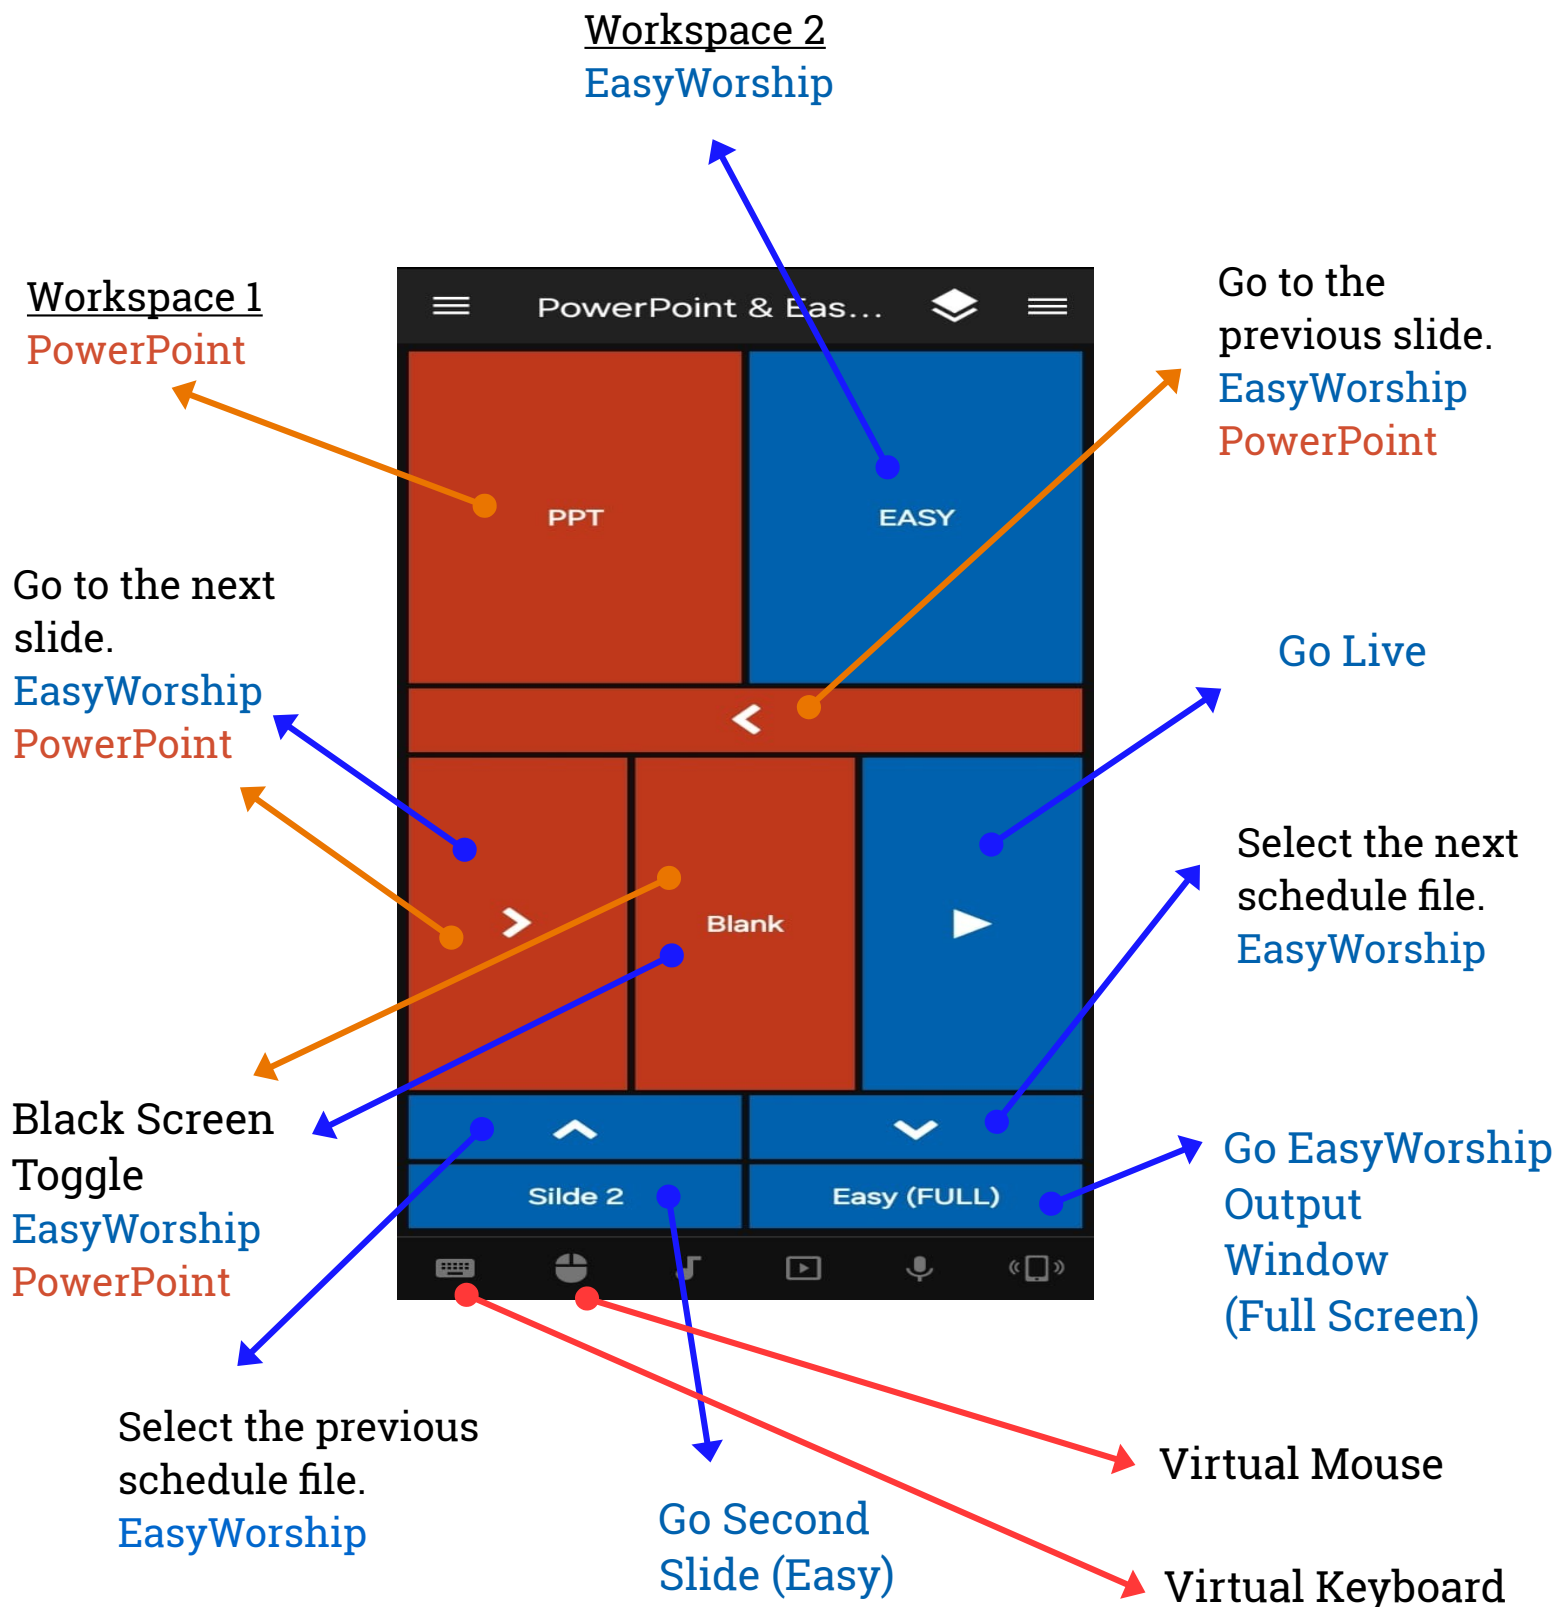 Workspace 2
EasyWorship
Workspace 1
PowerPoint
PowerPoint & Eas...
Go to the
previous slide.
EasyWorship
PowerPoint
PPT
EASY
Go to the next
slide.
EasyWorship
PowerPoint
Go Live
Blank
Select the next
schedule file.
EasyWorship
Black Screen
Toggle
EasyWorship
PowerPoint
Silde 2
Easy (FULL)
Go EasyWorship
Output
Window
(Full Screen)
Select the previous
schedule file.
EasyWorship
Go Second
Slide (Easy)
Virtual Mouse
Virtual Keyboard